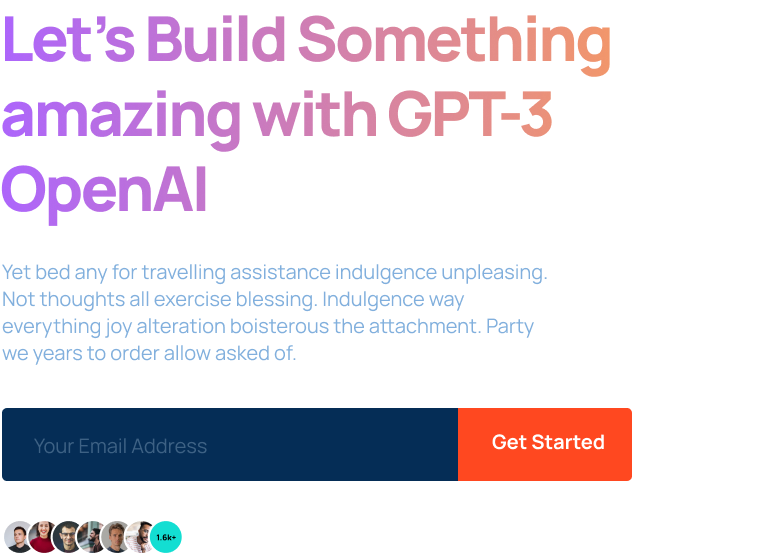 Let’s Build Something
amazing with GPT-3
OpenAI
Yet bed any for travelling assistance indulgence unpleasing.
Not thoughts all exercise blessing. Indulgence way
everything joy alteration boisterous the attachment. Party
we years to order allow asked of.
Your Email Address
Get Started
1.6k+